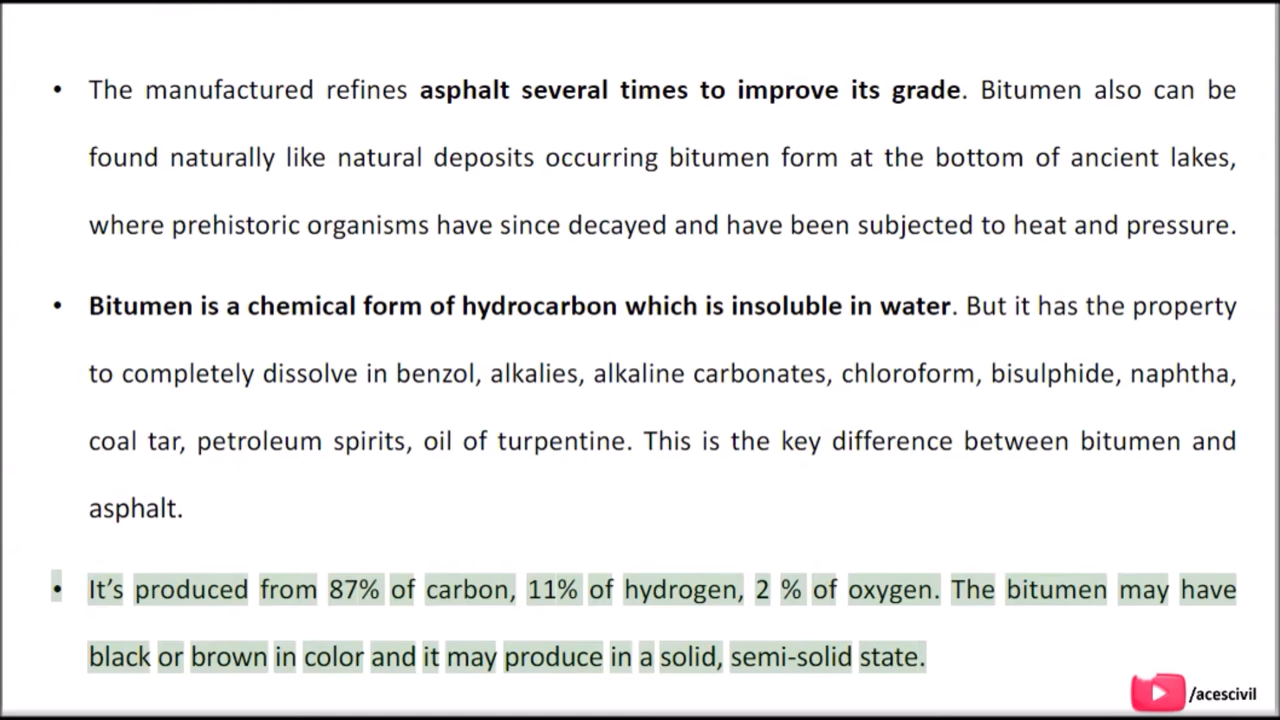 • The manufactured refines asphalt several times to improve its grade. Bitumen also can be
found naturally like natural deposits occurring bitumen form at the bottom of ancient lakes,
where prehistoric organisms have since decayed and have been subjected to heat and pressure.
• Bitumen is a chemical form of hydrocarbon which is insoluble in water. But it has the property
to completely dissolve in benzol, alkalies, alkaline carbonates, chloroform, bisulphide, naphtha,
coal tar, petroleum spirits, oil of turpentine. This is the key difference between bitumen and
asphalt.
• It’s produced from 87% of carbon, 11% of hydrogen, 2 % of oxygen. The bitumen may have
black or brown in color and it may produce in a solid, semi-solid state.
/acescivil